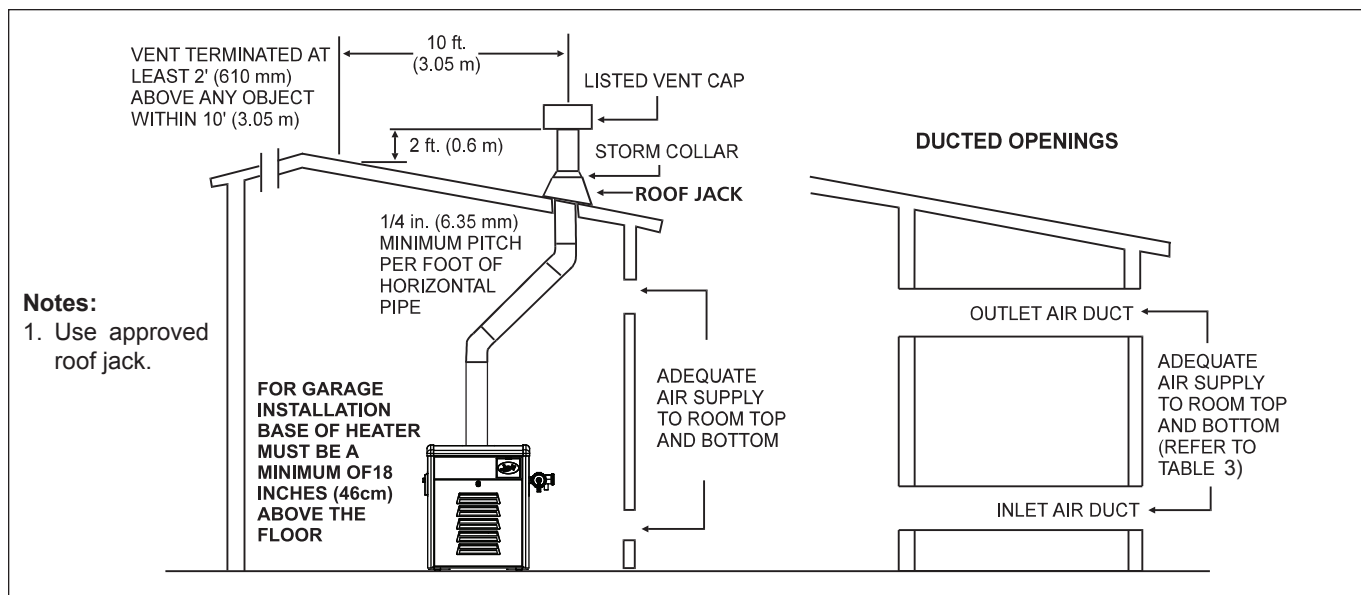 VENT TERMINATED AT
LEAST 2' (610 mm)
ABOVE ANY OBJECT
WITHIN 10' (3.05 m)
10 ft.
(3.05 m)
LISTED VENT CAP
2 ft. (0.6 m)
STORM COLLAR
ROOF JACK
DUCTED OPENINGS
1/4 in. (6.35 mm)
MINIMUM PITCH
PER FOOT OF
HORIZONTAL
PIPE
Notes:
1. Use approved
roof jack.
FOR GARAGE
INSTALLATION
BASE OF HEATER
MUST BE A
MINIMUM OF18
INCHES (46cm)
ABOVE THE
FLOOR
ADEQUATE
AIR SUPPLY
TO ROOM TOP
AND BOTTOM
OUTLET AIR DUCT
ADEQUATE
AIR SUPPLY
TO ROOM TOP
AND BOTTOM
(REFER TO
TABLE 3)
INLET AIR DUCT